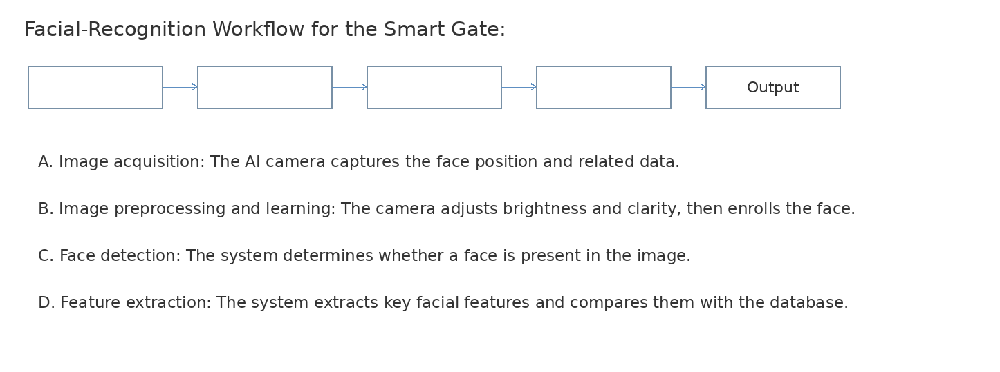 Facial-Recognition Workflow for the Smart Gate:
Output
A. Image acquisition: The AI camera captures the face position and related data.
B. Image preprocessing and learning: The camera adjusts brightness and clarity, then enrolls the face.
C. Face detection: The system determines whether a face is present in the image.
D. Feature extraction: The system extracts key facial features and compares them with the database.